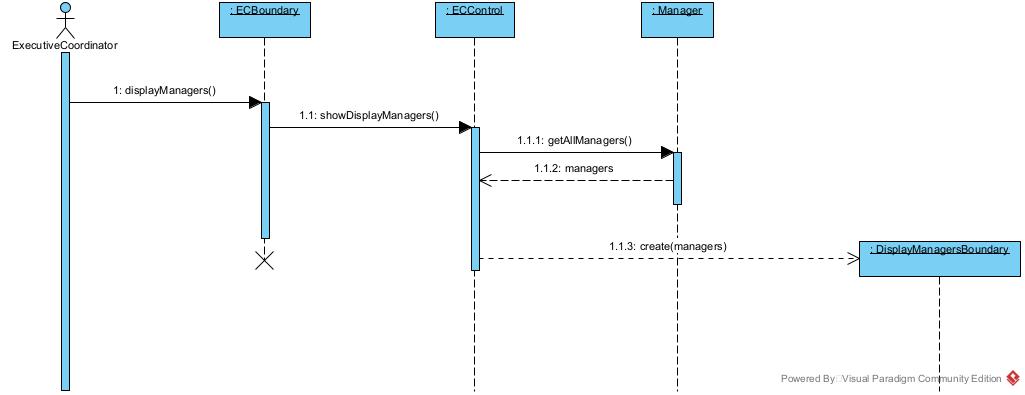 : ECBoundary
: ECControl
: Manager
ExecutiveCoordinator
1: displayManagers()
1.1: showDisplayManagers()
1.1.1: getAllManagers()
1.1.2: managers
1.1.3: create(managers)
: DisplayManagersBoundary
Powered By Visual Paradigm Community Edition